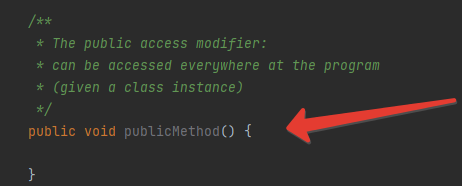 /**
* The public access modifier:
* can be accessed everywhere at the program
* (given a class instance)
*/
public void publicMethod() {
}